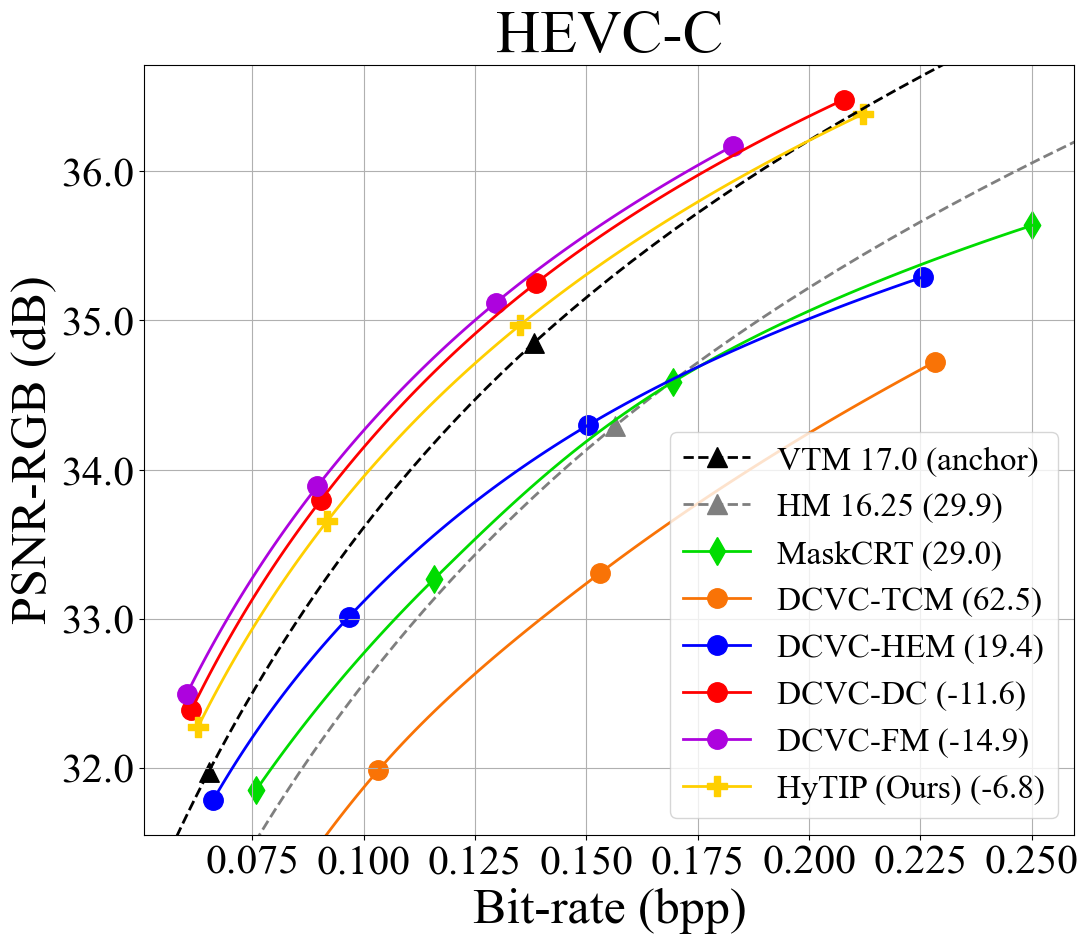 HEVC-C
PSNR-RGB (dB)
36.0
35.0
34.0
33.0
32.0
VTM 17.0 (anchor)
HM 16.25 (29.9)
MaskCRT (29.0)
DCVC-TCM (62.5)
DCVC-HEM (19.4)
DCVC-DC (-11.6)
DCVC-FM (-14.9)
HyTIP (Ours) (-6.8)
0.075 0.100 0.125 0.150 0.175 0.200 0.225 0.250
Bit-rate (bpp)